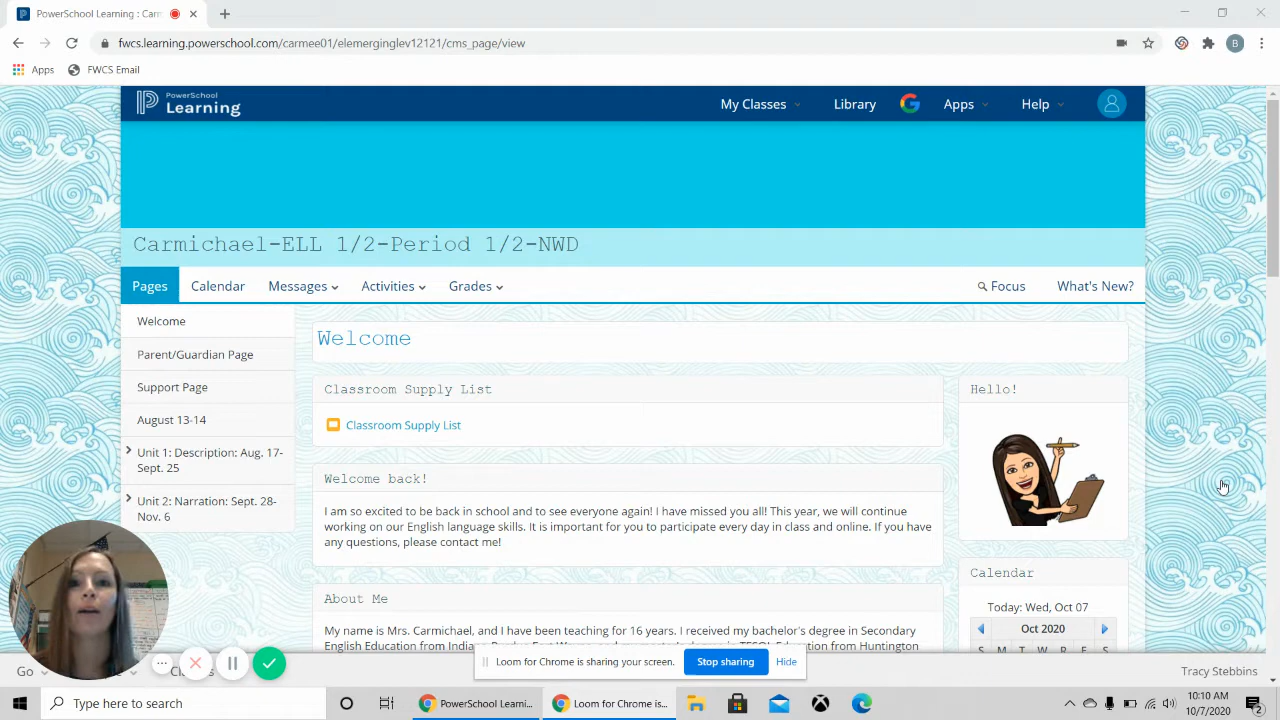 PowerSchool Learning : Carr
fwcs.learning.powerschool.com/carmee01/elemerginglev12121/cms_page/view
B
Apps
FWCS Email
PowerSchool
Learning
My Classes
Library
Apps
Help
Carmichael-ELL 1/2-Period 1/2-NWD
Pages
Calendar
Messages
Activities
Grades
Focus
What's New?
Welcome
Parent/Guardian Page
Support Page
August 13-14
Unit 1: Description: Aug. 17-
Sept. 25
Unit 2: Narration: Sept. 28-
Nov. 6
Welcome
Classroom Supply List
Classroom Supply List
Welcome back!
I am so excited to be back in school and to see everyone again! I have missed you all! This year, we will continue
working on our English language skills. It is important for you to participate every day in class and online. If you have
any questions, please contact me!
About Me
My name is Mrs. Carmichael, and I have been teaching for 16 years. I received my bachelor's degree in Secondary
Hello!
Calendar
Today: Wed, Oct 07
Oct 2020
S M T W R F S
Loom for Chrome is sharing your screen.
Stop sharing
Hide
Tracy Stebbins
Type here to search
PowerSchool Learni...
Loom for Chrome is...
10:10 AM
10/7/2020
2